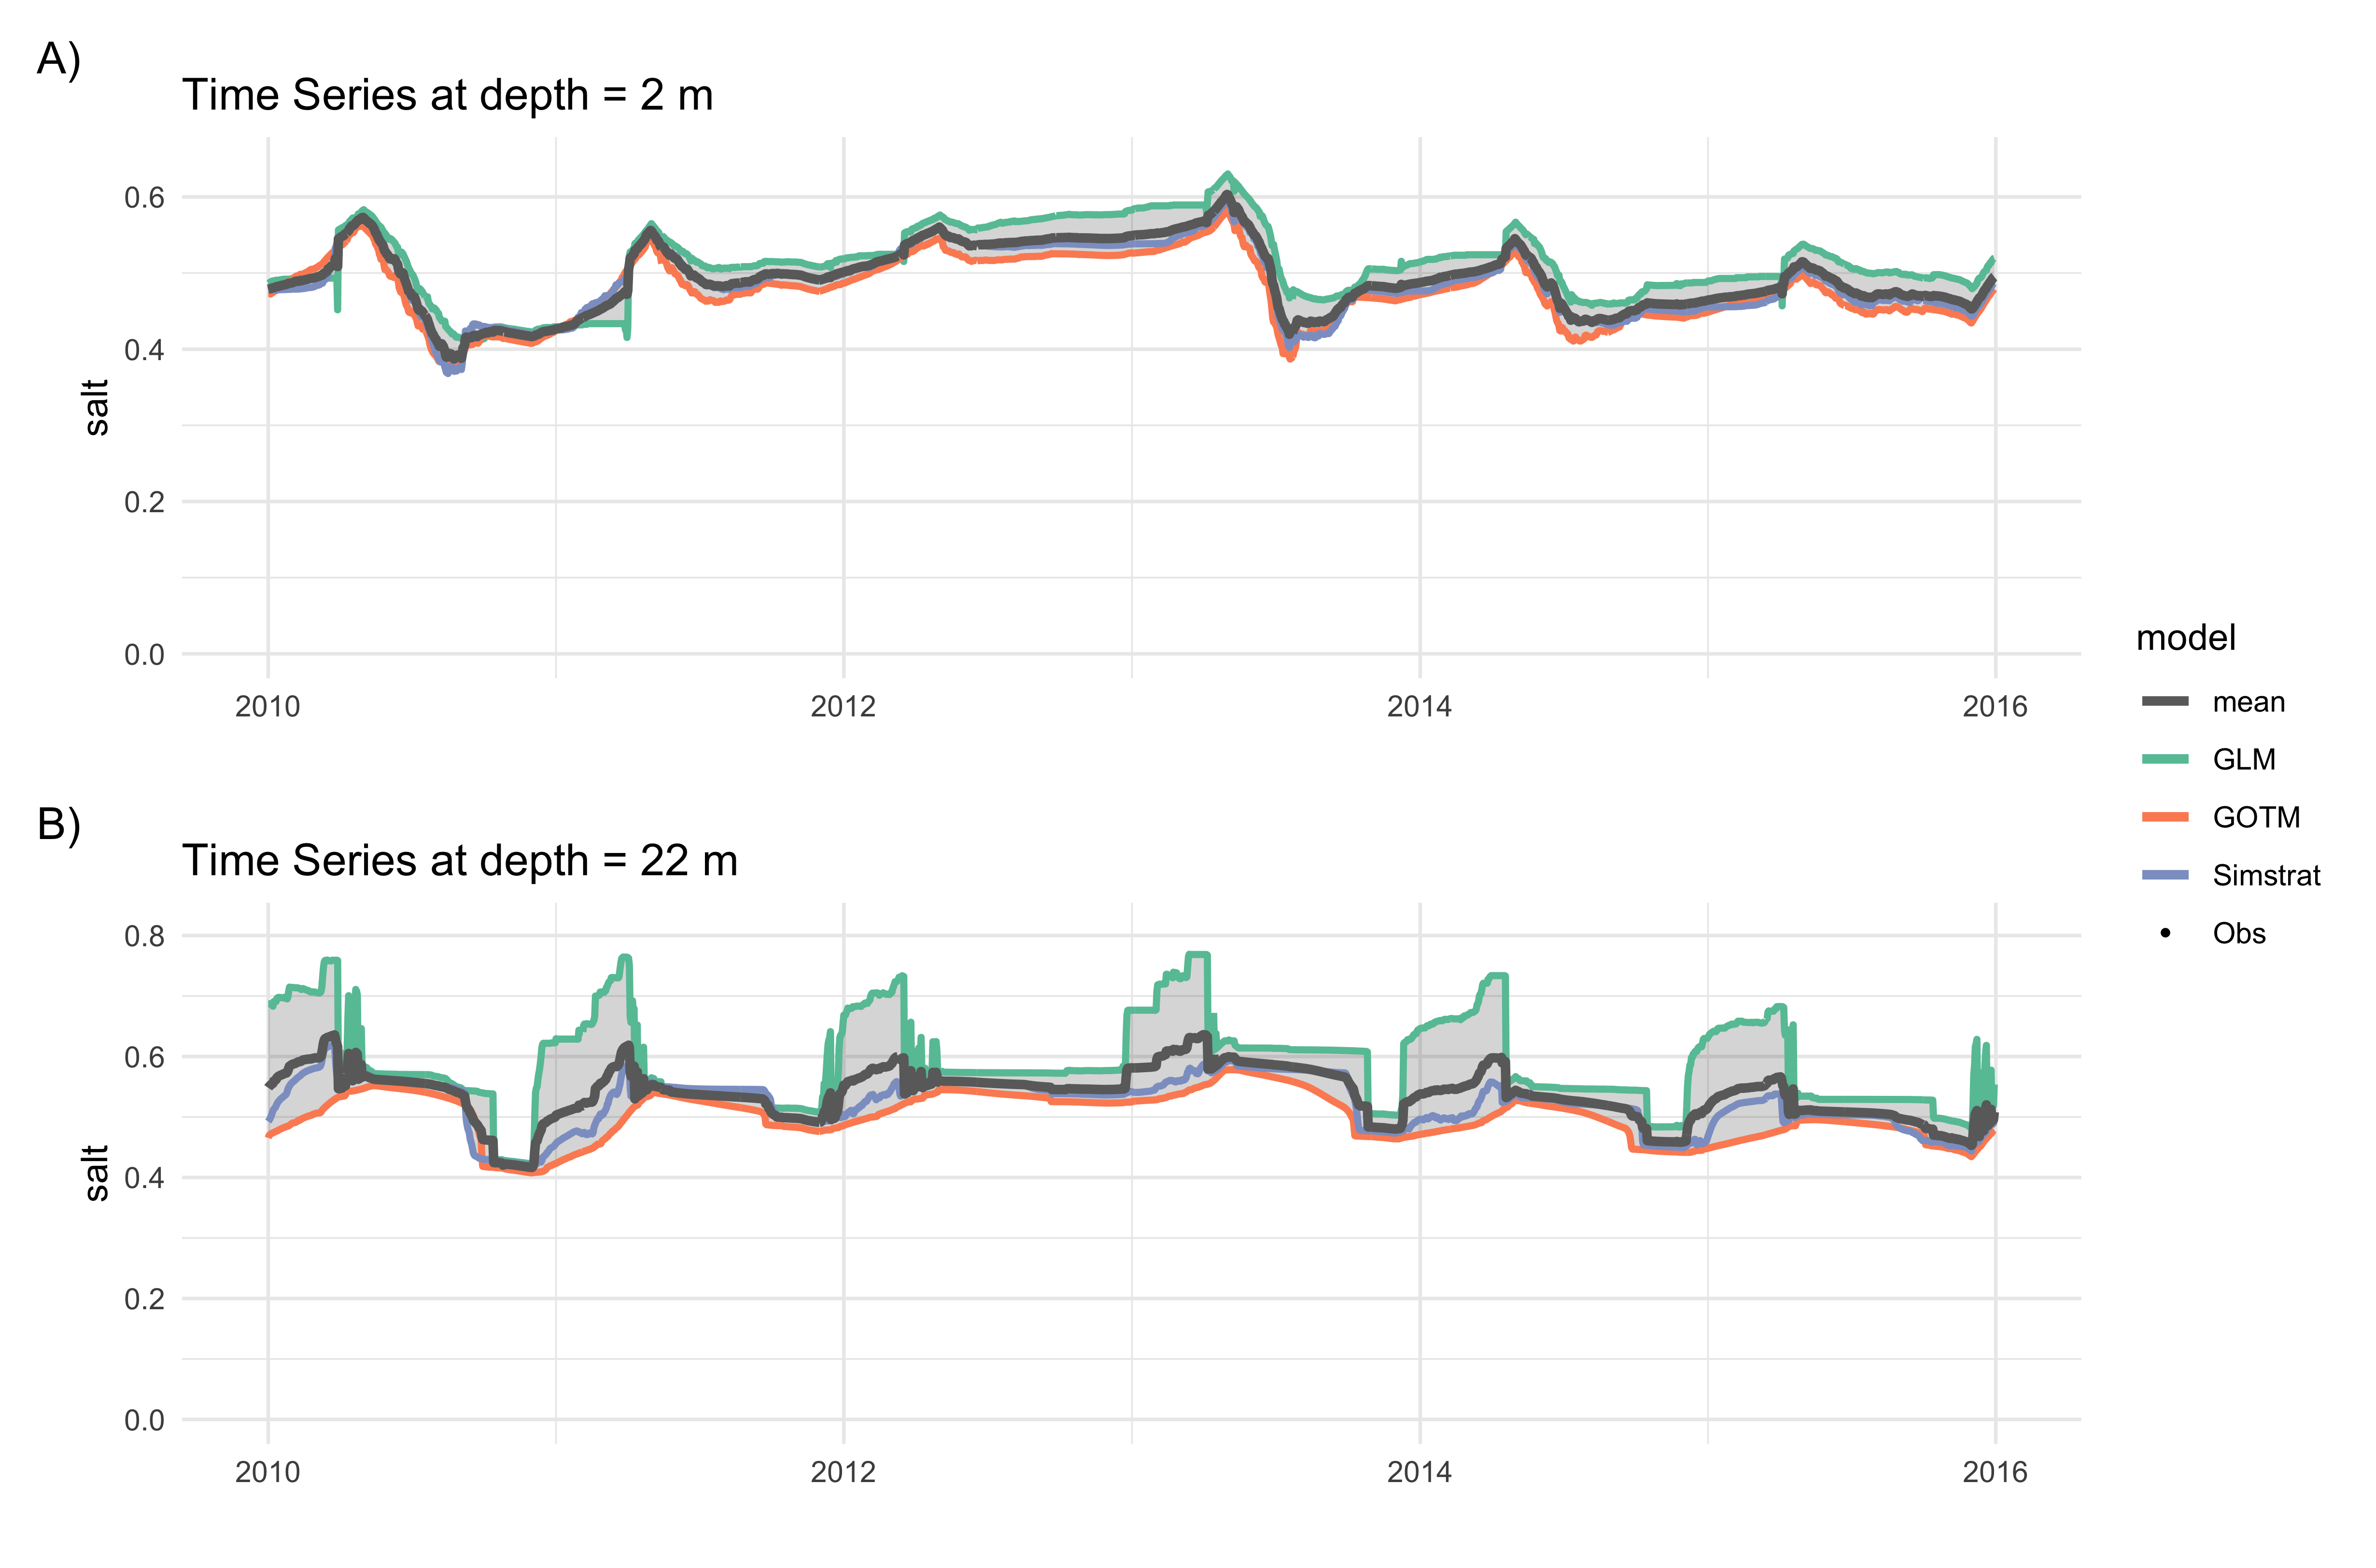 A)
Time Series at depth = 2 m
0.6
0.4
0.2
0.0
salt
2010 2012 2014 2016
model
mean
GLM
GOTM
Simstrat
Obs
B)
Time Series at depth = 22 m
0.8
0.6
0.4
0.2
0.0
salt
2010 2012 2014 2016